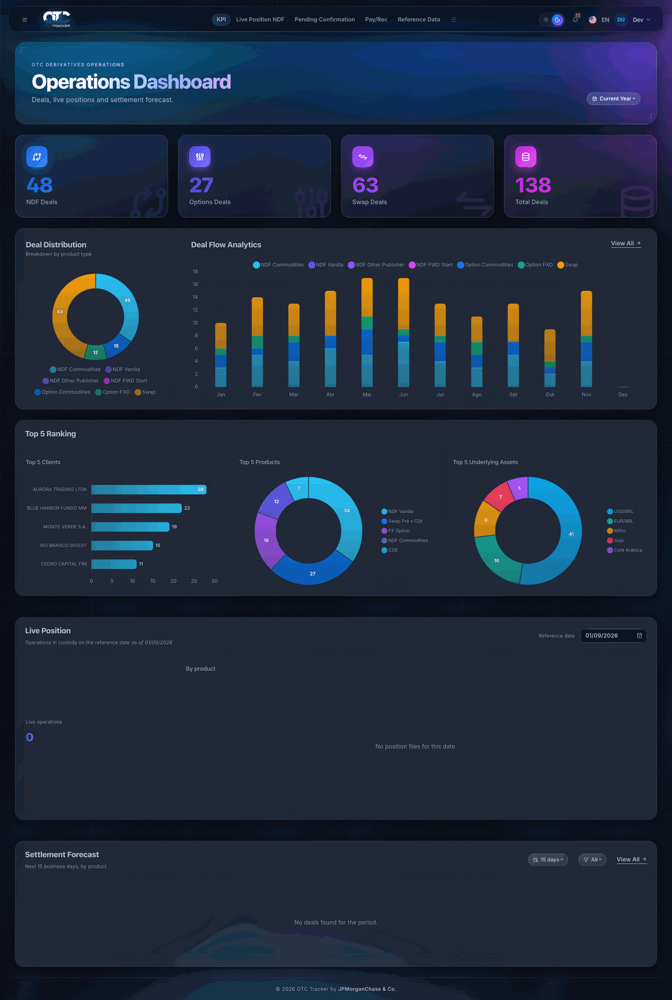 OTC
TRACKER
KPI
Live Position NDF
Pending Confirmation
Pay/Rec
Reference Data
11
EN
DU
Dev
OTC DERIVATIVES OPERATIONS
Operations Dashboard
Deals, live positions and settlement forecast.
Current Year
48
NDF Deals
27
Options Deals
63
Swap Deals
138
Total Deals
Deal Distribution
Breakdown by product type
48
63
15
12
NDF Commodities
NDF Vanilla
NDF Other Publisher
NDF FWD Start
Option Commodities
Option FXO
Swap
Deal Flow Analytics
View All →
NDF Commodities
NDF Vanilla
NDF Other Publisher
NDF FWD Start
Option Commodities
Option FXO
Swap
18
16
14
12
10
8
6
4
2
0
Jan
Fev
Mar
Abr
Mai
Jun
Jul
Ago
Set
Out
Nov
Dez
Top 5 Ranking
Top 5 Clients
AURORA TRADING LTDA
28
BLUE HARBOR FUNDO MM
22
MONTE VERDE S.A.
19
RIO BRANCO INVEST
15
CEDRO CAPITAL FIM
11
0
5
10
15
20
25
30
Top 5 Products
7
12
34
18
27
NDF Vanilla
Swap Pré x CDI
FX Option
NDF Commodities
COE
Top 5 Underlying Assets
5
7
9
41
16
USD/BRL
EUR/BRL
Milho
Soja
Café Arábica
Live Position
Operations in custody on the reference date as of 01/09/2026
Reference date
01/09/2026
Live operations
0
By product
No position files for this date.
Settlement Forecast
Next 15 business days, by product
15 days
All
View All →
No deals found for the period.
© 2026 OTC Tracker by JPMorganChase & Co.